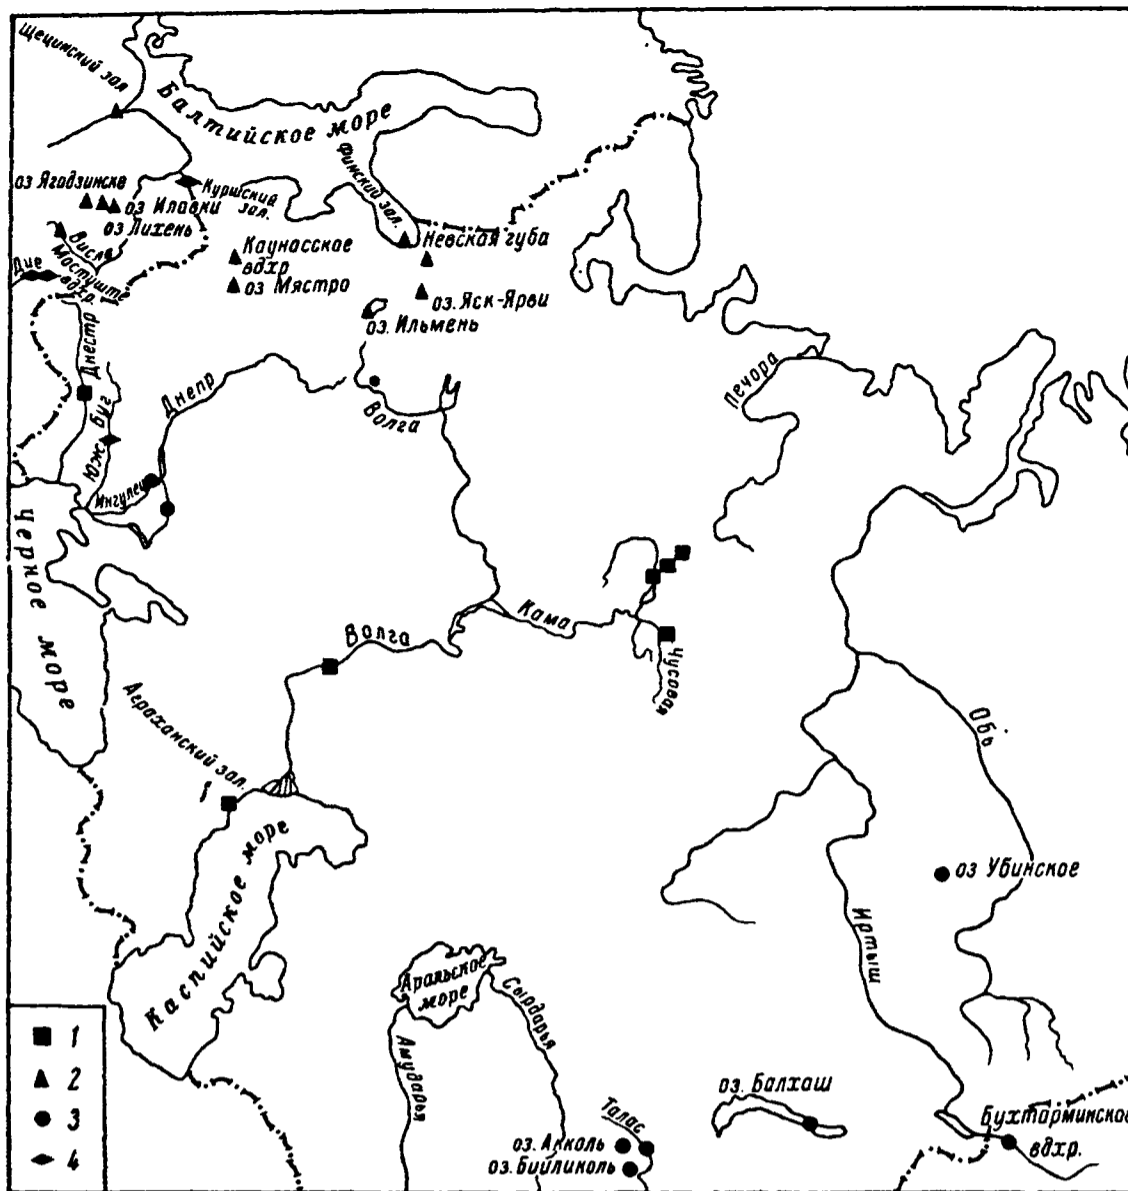 Щецинский зал
Балтийское море
Финский зал.
оз Ягодзинске
Куршский
зал.
оз Илавки
оз Лихень
Висла
Невская губа
Каунасское
вдхр
оз Мястро
Дие
Мостуште
вдхр.
оз. Яск-Ярви
оз. Ильмень
Днестр
Днепр
Волга
Печора
Юж буг
Ингулец
Черное море
Кама
Волга
Чусовая
Аграханский зал.
Обь
Каспийское море
оз Убинское
Иртыш
Аральское
море
Сырдарья
Амударья
1
2
3
4
оз. Балхаш
Талас
Бухтарминское
вдхр.
оз. Акколь
оз. Бийликоль